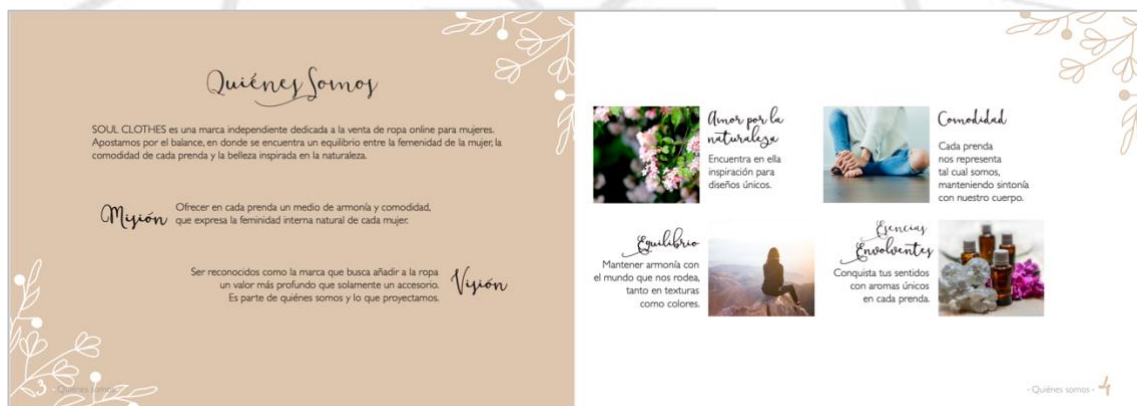 Quiénes Somos
SOUL CLOTHES es una marca independiente dedicada a la venta de ropa online para mujeres.
Apostamos por el balance, en donde se encuentra un equilibrio entre la femenidad de la mujer, la
comodidad de cada prenda y la belleza inspirada en la naturaleza.
Misión
Ofrecer en cada prenda un medio de armonía y comodidad,
que expresa la feminidad interna natural de cada mujer.
Ser reconocidos como la marca que busca añadir a la ropa
un valor más profundo que solamente un accesorio.
Es parte de quiénes somos y lo que proyectamos.
Visión
3 - Quiénes somos -
Amor por la
naturaleza
Encuentra en ella
inspiración para
diseños únicos.
Comodidad
Cada prenda
nos representa
tal cual somos,
manteniendo sintonía
con nuestro cuerpo.
Equilibrio
Mantener armonía con
el mundo que nos rodea,
tanto en texturas
como colores.
Esencias
Envolventes
Conquista tus sentidos
con aromas únicos
en cada prenda.
- Quiénes somos - 4